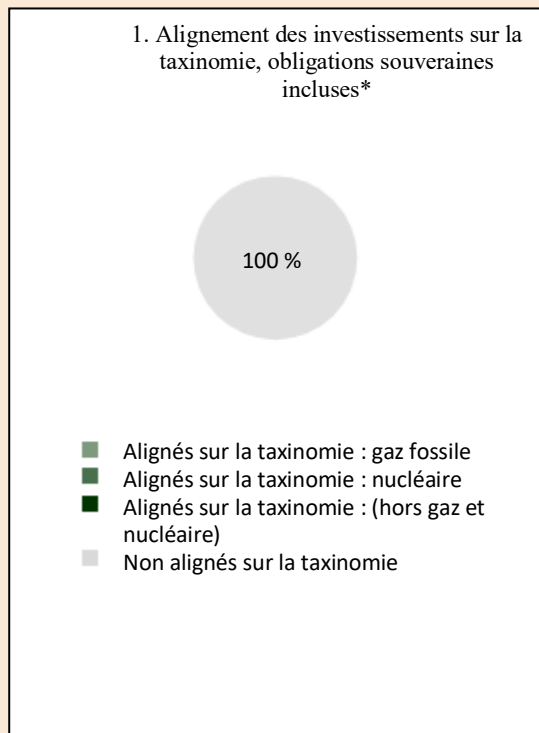 1. Alignement des investissements sur la
taxinomie, obligations souveraines
incluses*
100 %
Alignés sur la taxinomie : gaz fossile
Alignés sur la taxinomie : nucléaire
Alignés sur la taxinomie : (hors gaz et
nucléaire)
Non alignés sur la taxinomie